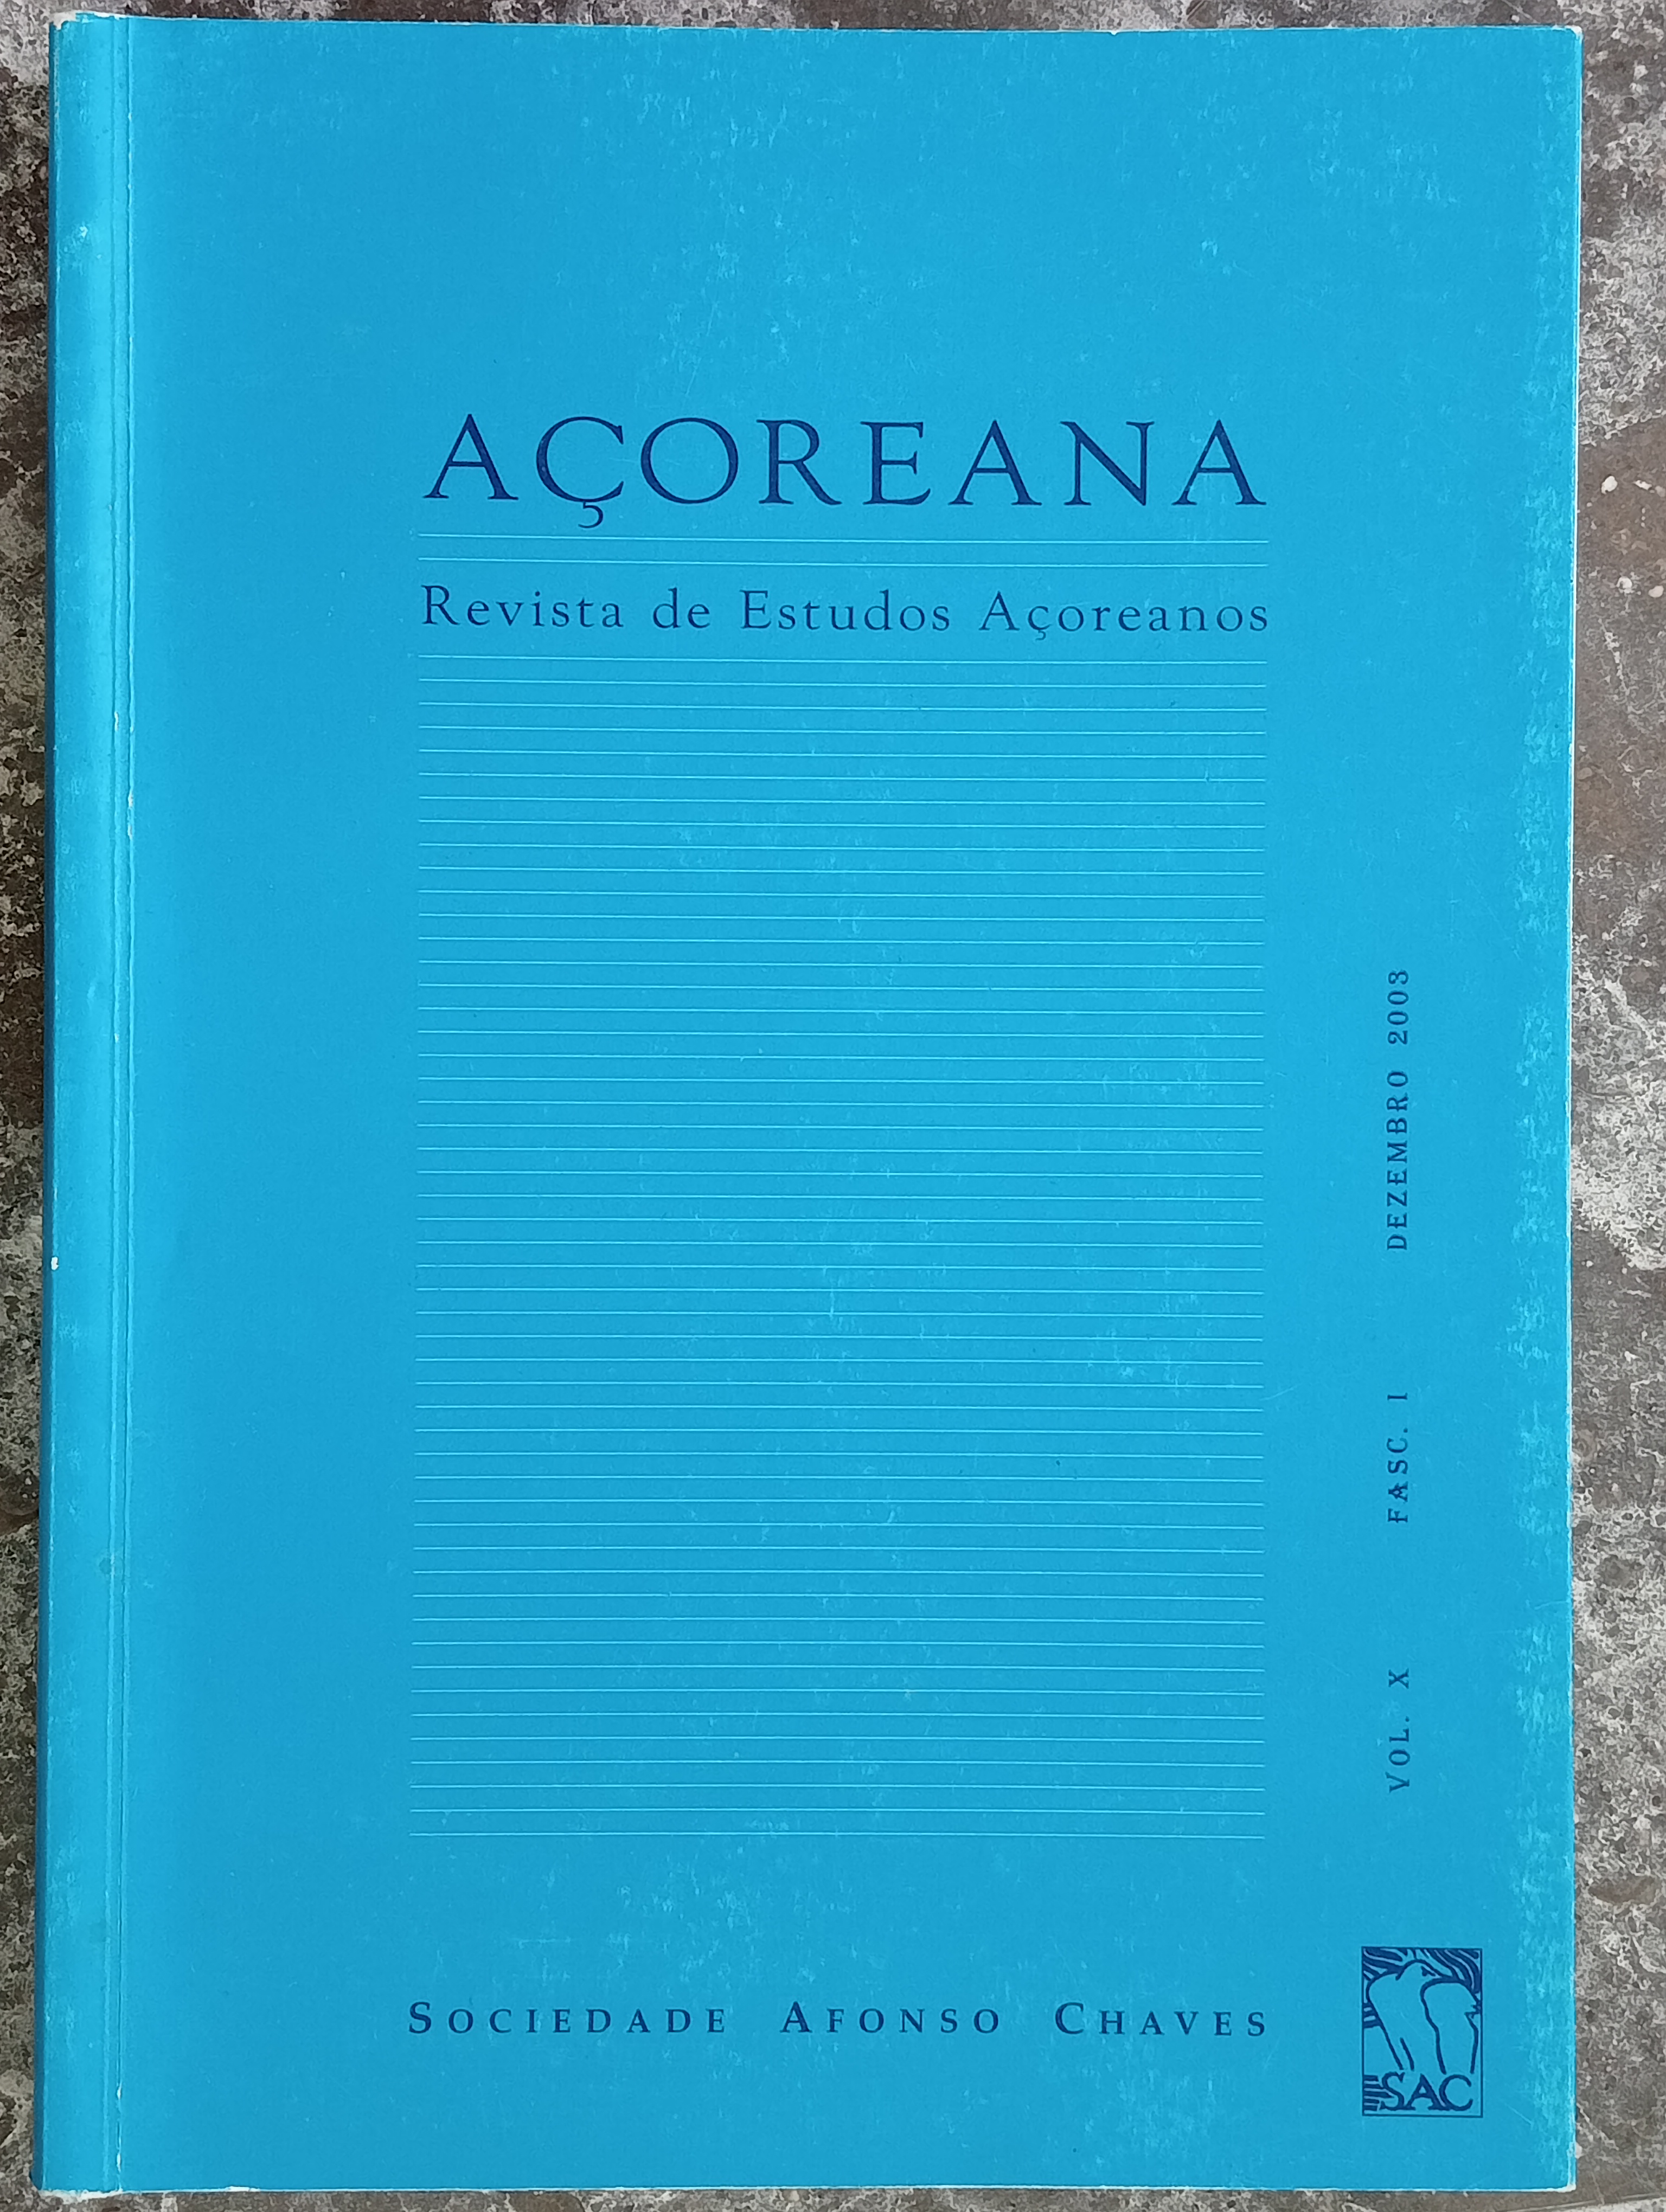 AÇOREANA
Revista de Estudos Açoreanos
VOL. X FASC. I DEZEMBRO 2003
SOCIEDADE AFONSO CHAVES
SAC